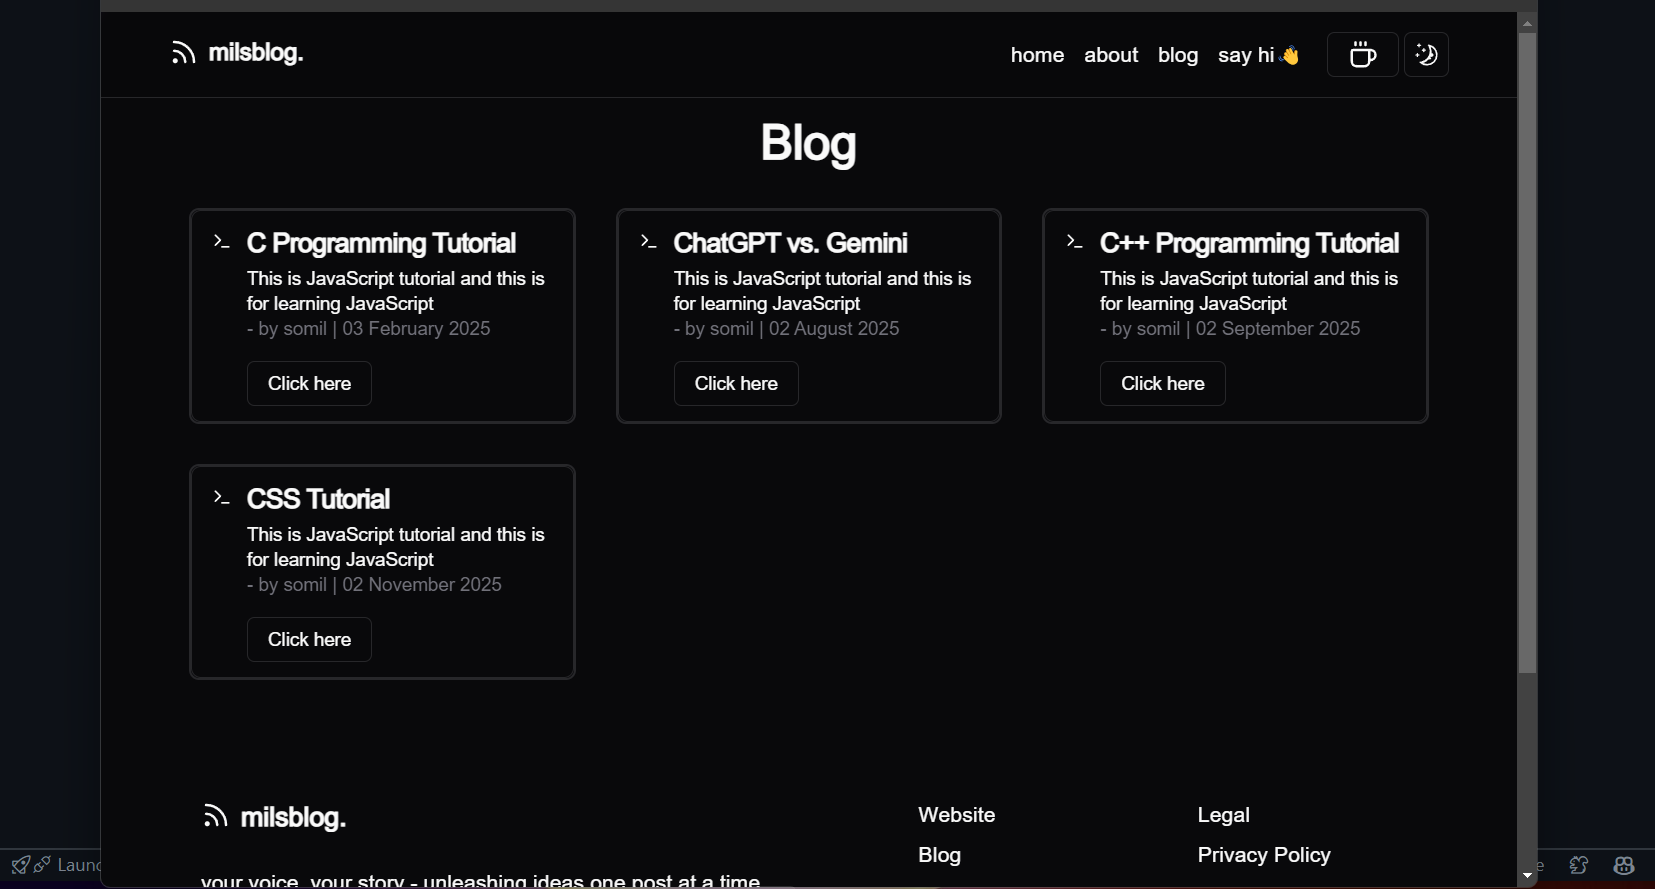 milsblog.
home about blog say hi👋
Blog
C Programming Tutorial
This is JavaScript tutorial and this is
for learning JavaScript
- by somil | 03 February 2025
Click here
ChatGPT vs. Gemini
This is JavaScript tutorial and this is
for learning JavaScript
- by somil | 02 August 2025
Click here
C++ Programming Tutorial
This is JavaScript tutorial and this is
for learning JavaScript
- by somil | 02 September 2025
Click here
CSS Tutorial
This is JavaScript tutorial and this is
for learning JavaScript
- by somil | 02 November 2025
Click here
milsblog.
your voice, your story - unleashing ideas one post at a time
Website
Blog
Legal
Privacy Policy